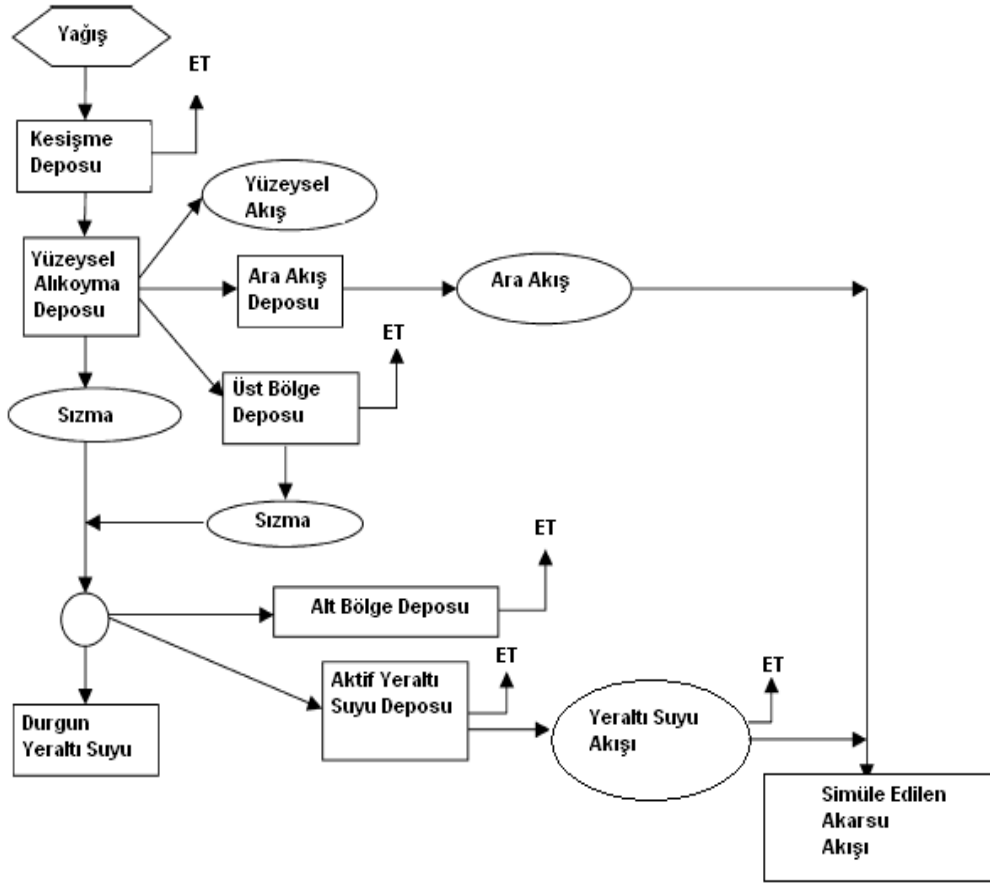 Yağış
ET
Kesişme
Deposu
Yüzeysel
Akış
Yüzeysel
Alıkoyma
Deposu
Ara Akış
Deposu
Ara Akış
ET
Üst Bölge
Deposu
Sızma
Sızma
ET
Alt Bölge Deposu
ET
Aktif Yeraltı
Suyu Deposu
ET
Yeraltı Suyu
Akışı
Durgun
Yeraltı Suyu
Simüle Edilen
Akarsu
Akışı